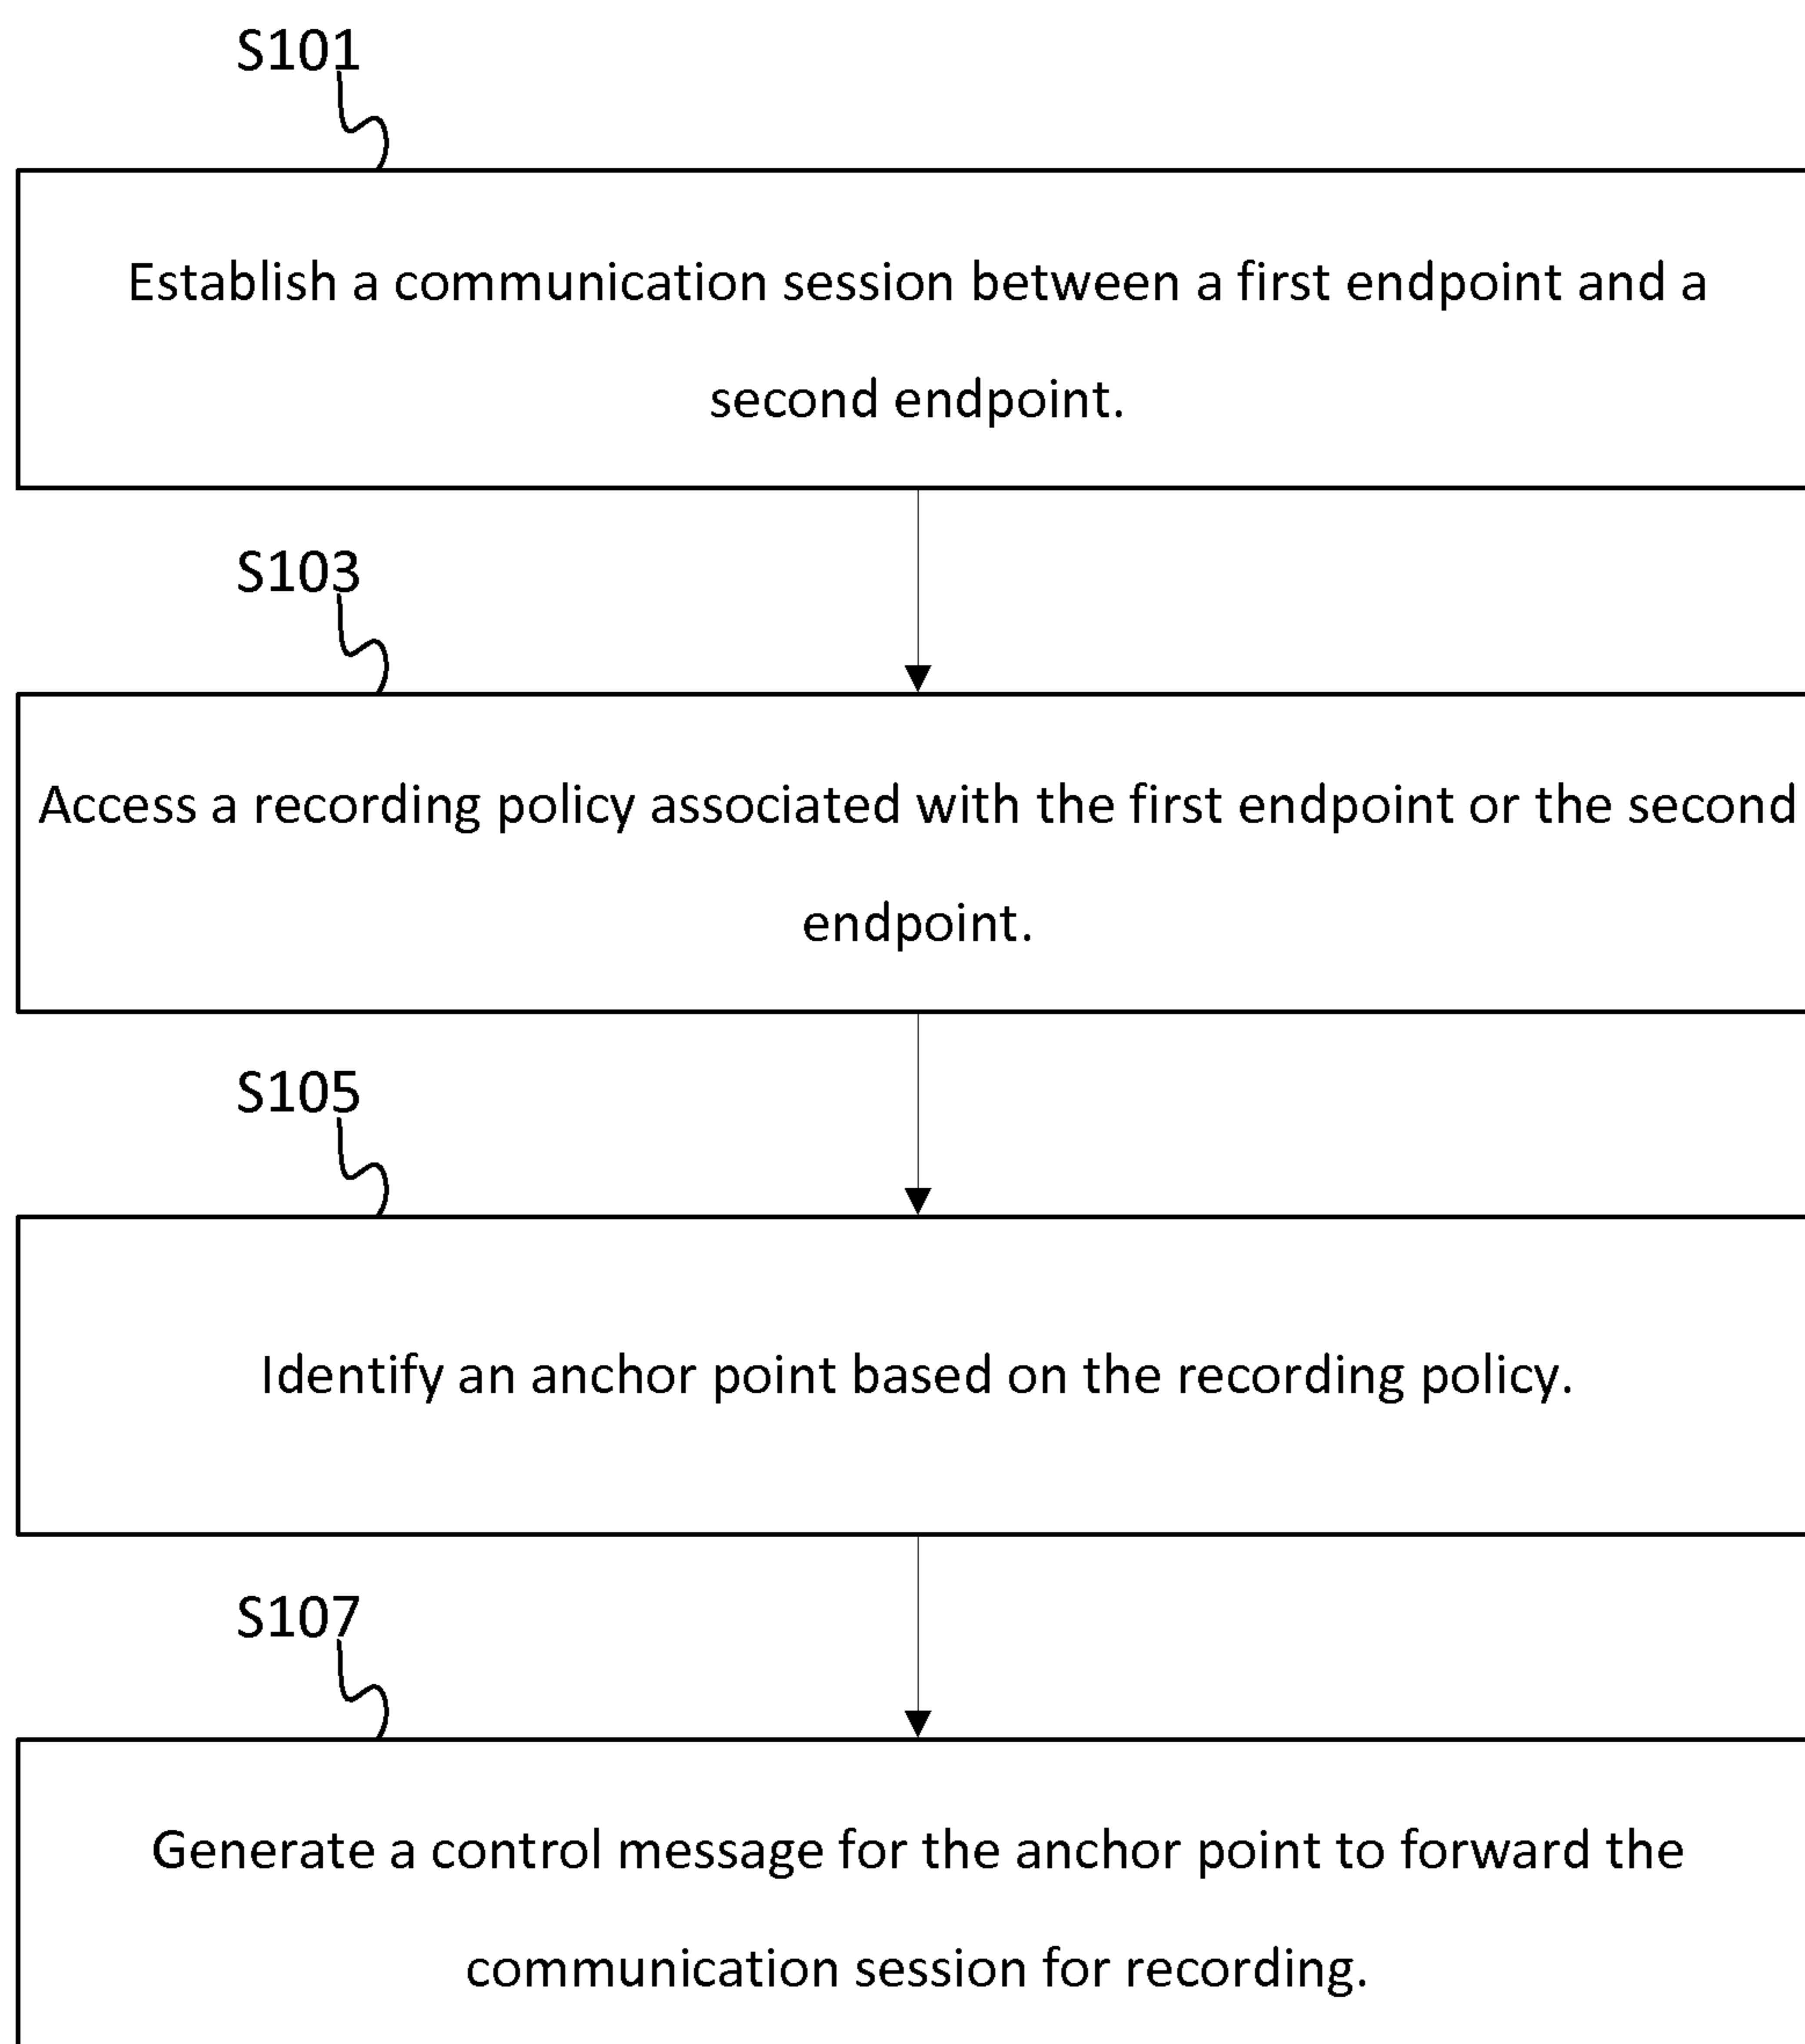 S101
Establish a communication session between a first endpoint and a
second endpoint.
S103
Access a recording policy associated with the first endpoint or the second
endpoint.
S105
Identify an anchor point based on the recording policy.
S107
Generate a control message for the anchor point to forward the
communication session for recording.